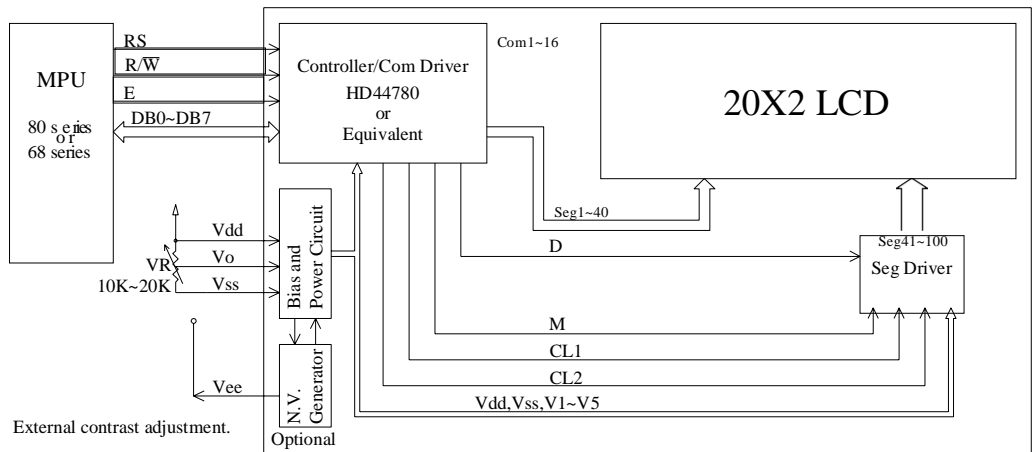 RS
R/W̅
E
DB0~DB7
MPU
80 series
or
68 series
Controller/Com Driver
HD44780
or
Equivalent
Com1~16
20X2 LCD
Seg1~40
D
Seg41~100
Seg Driver
Vdd
Vo
VR
10K~20K
Vss
Bias and
Power Circuit
M
CL1
CL2
Vdd,Vss,V1~V5
Vee
N.V.
Generator
Optional
External contrast adjustment.